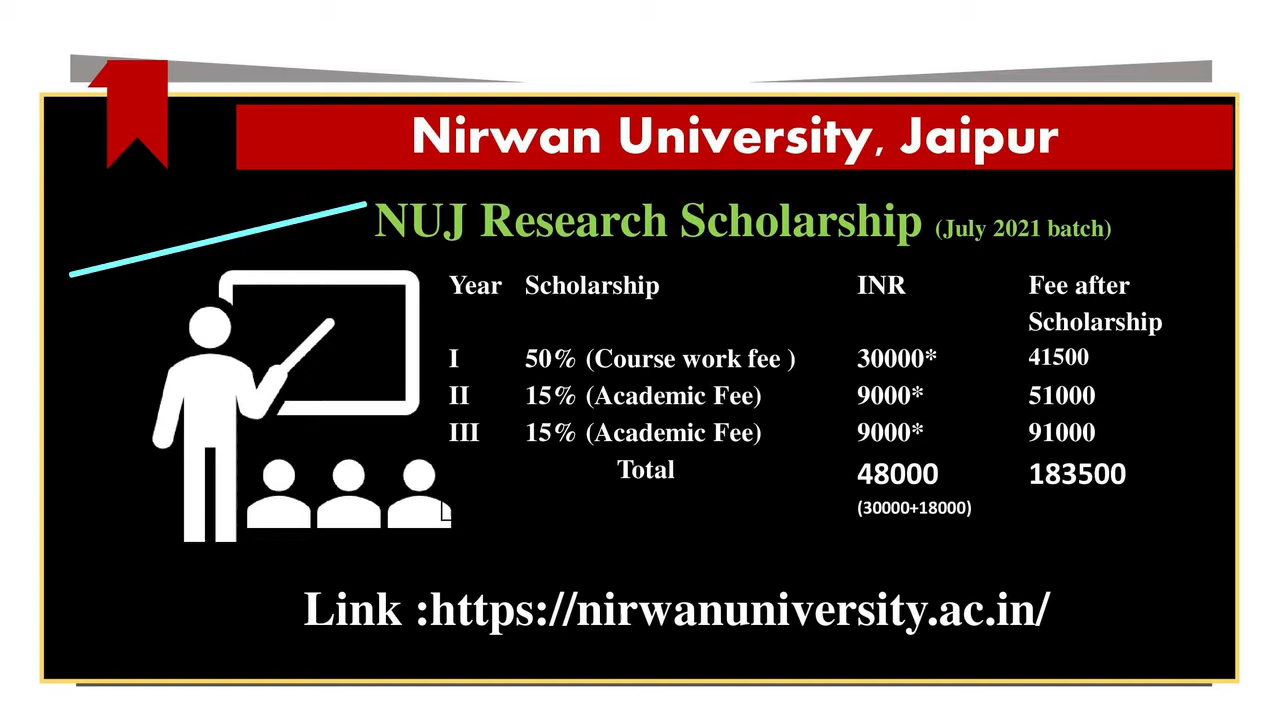 Nirwan University, Jaipur
NUJ Research Scholarship (July 2021 batch)
Year Scholarship INR Fee after
Scholarship
I 50% (Course work fee ) 30000* 41500
II 15% (Academic Fee) 9000* 51000
III 15% (Academic Fee) 9000* 91000
Total 48000 183500
(30000+18000)
Link :https://nirwanuniversity.ac.in/